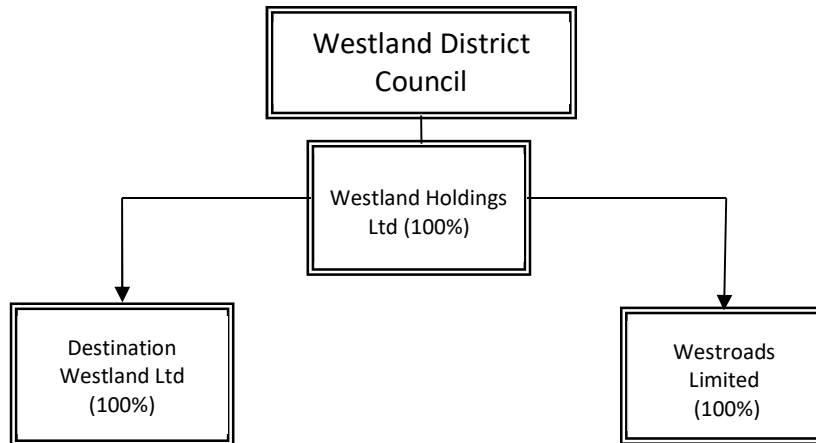 Westland District
Council
Westland Holdings
Ltd (100%)
Destination
Westland Ltd
(100%)
Westroads
Limited
(100%)